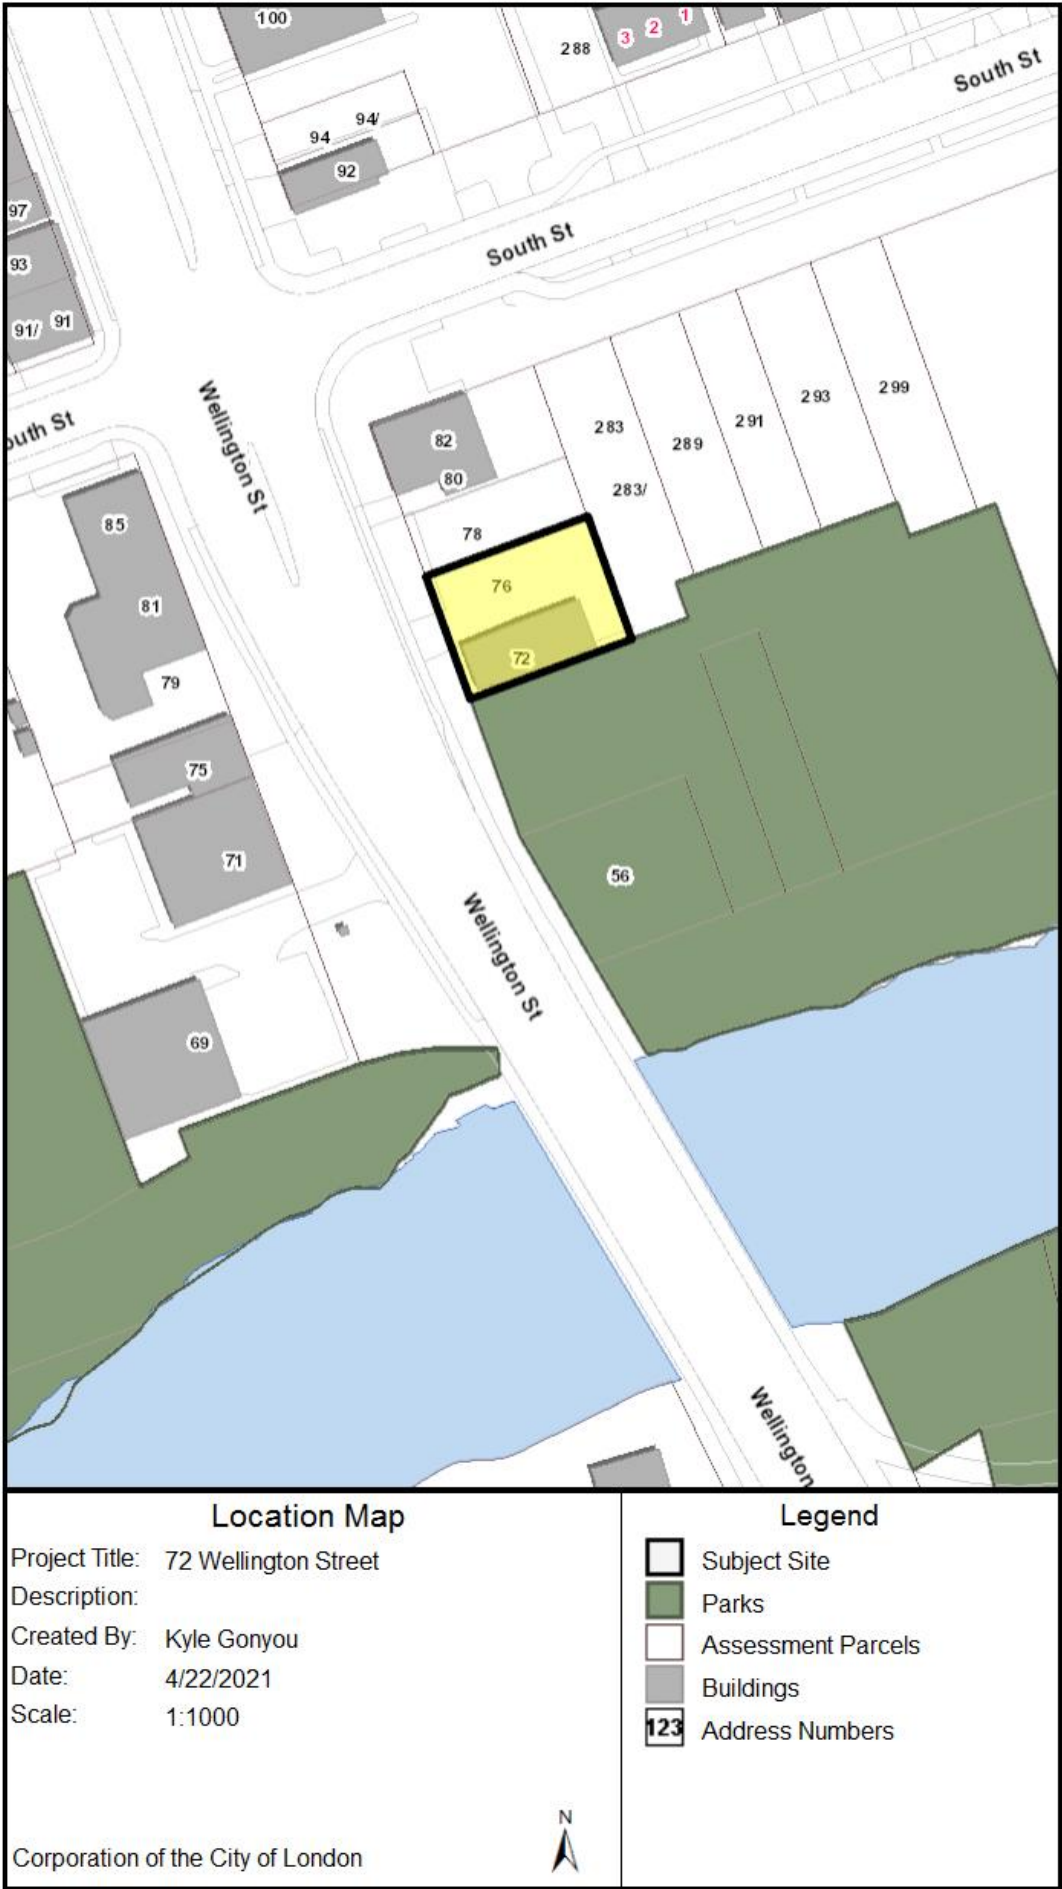 100
288
3 2 1
South St
94 94/
92
97
South St
93
91/ 91
Wellington St
outh St
82
80
283
289
291
293
299
283/
85
78
76
81
72
79
75
71
56
Wellington St
69
Wellington
Location Map
Project Title: 72 Wellington Street
Description:
Created By: Kyle Gonyou
Date: 4/22/2021
Scale: 1:1000
N
Corporation of the City of London
Legend
Subject Site
Parks
Assessment Parcels
Buildings
123 Address Numbers